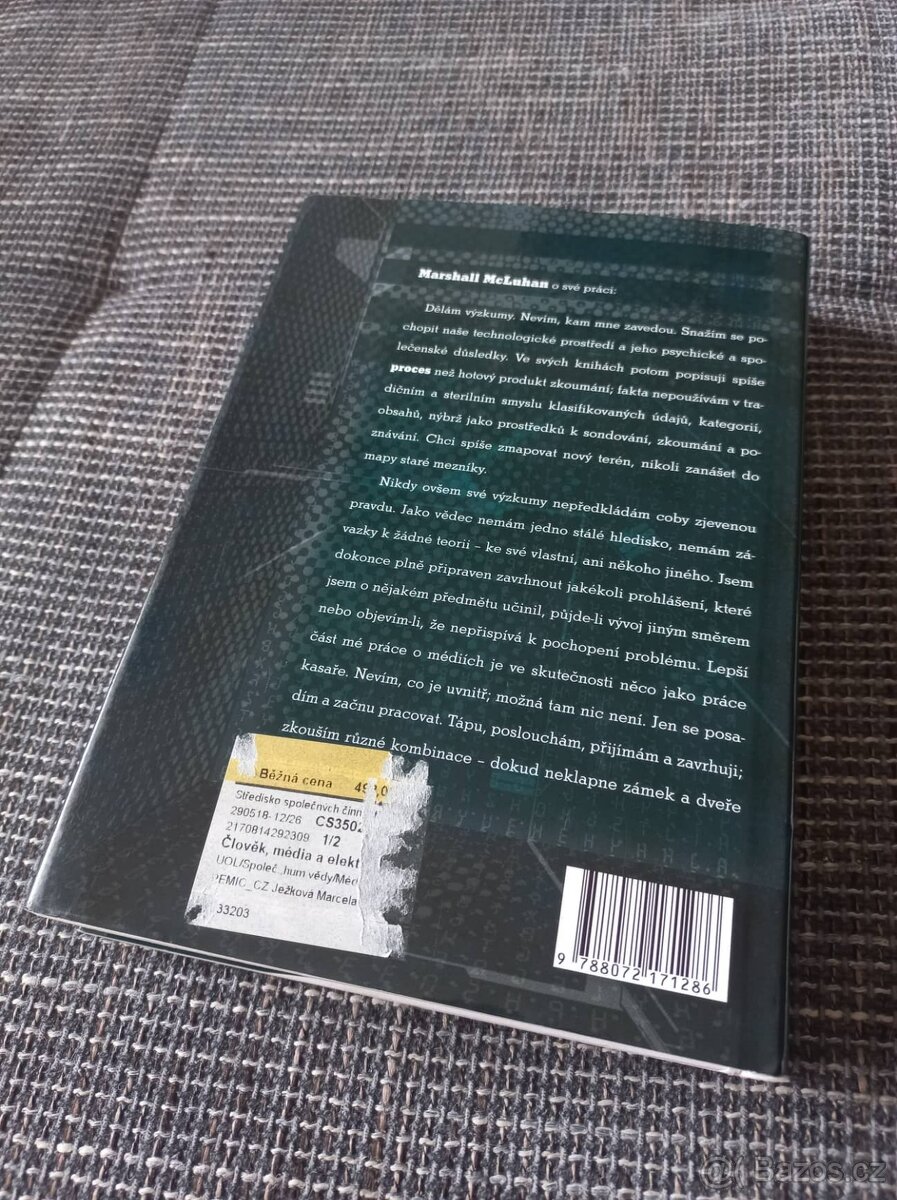 Marshall McLuhan o své práci:
Dělám výzkumy. Nevím, kam mne zavedou. Snažím se po-
chopit naše technologické prostředí a jeho psychické a spo-
lečenské důsledky. Ve svých knihách potom popisuji spíše
proces než hotový produkt zkoumání; fakta nepoužívám v tra-
dičním a sterilním smyslu klasifikovaných údajů, kategorií,
obsahů, nýbrž jako prostředků k sondování, zkoumání a po-
znávání. Chci spíše zmapovat nový terén, nikoli zanášet do
mapy staré mezníky.
Nikdy ovšem své výzkumy nepředkládám coby zjevenou
pravdu. Jako vědec nemám jedno stálé hledisko, nemám zá-
vazky k žádné teorii – ke své vlastní, ani někoho jiného. Jsem
dokonce plně připraven zavrhnout jakékoli prohlášení, které
jsem o nějakém předmětu učinil, půjde-li vývoj jiným směrem
nebo objevím-li, že nepřispívá k pochopení problému. Lepší
část mé práce o médiích je ve skutečnosti něco jako práce
kasaře. Nevím, co je uvnitř; možná tam nic není. Jen se posa-
dím a začnu pracovat. Tápu, poslouchám, přijímám a zavrhuji;
zkouším různé kombinace – dokud neklapne zámek a dveře
Běžná cena
Středisko společných činn
290518-12/26 CS3502
2170814292309 1/2
Člověk, média a elekt
UOL/Společ.,hum vědy/Méd
PEMIC_CZ Ježková Marcela
33203
9 788072 171286
Bazos.cz